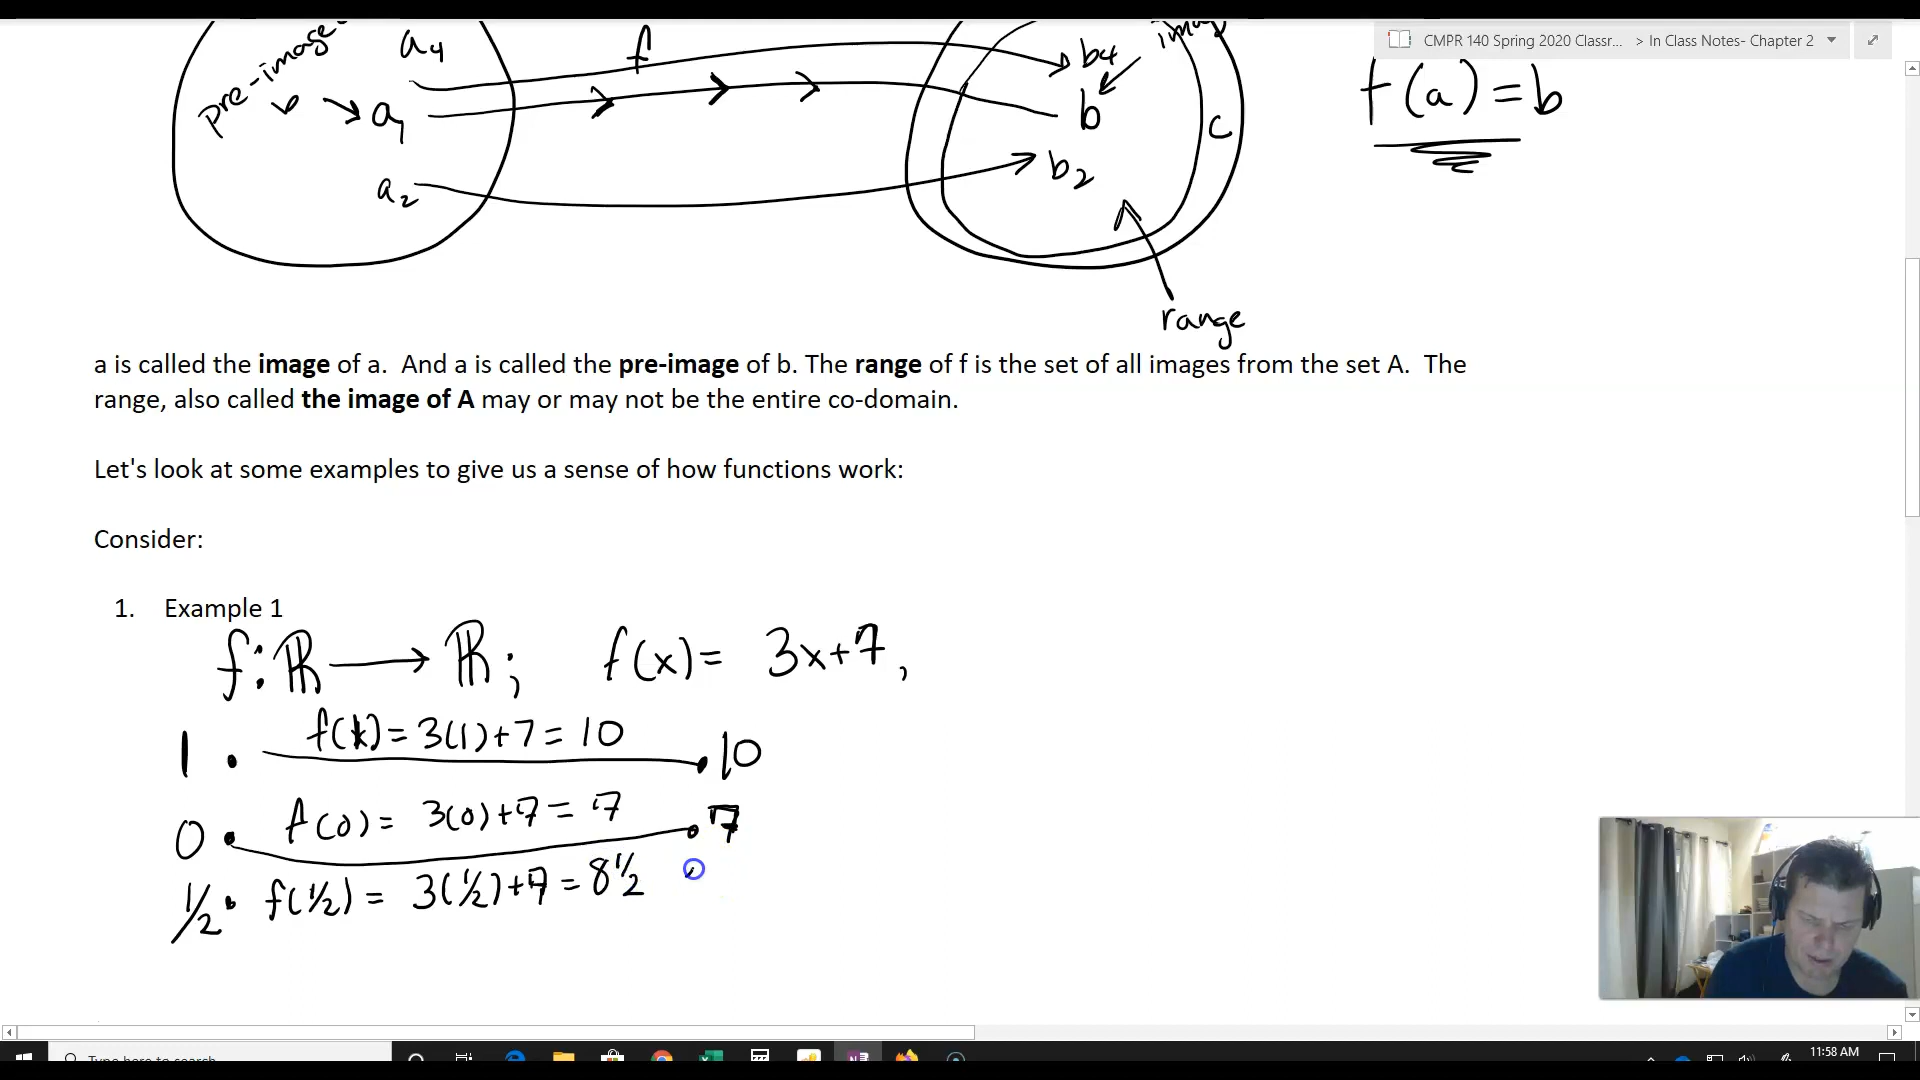 CMPR 140 Spring 2020 Classr... > In Class Notes- Chapter 2
pre-image
a4
f
b4
f(a) = b
a1
b
c
a2
b2
range
a is called the image of a. And a is called the pre-image of b. The range of f is the set of all images from the set A. The
range, also called the image of A may or may not be the entire co-domain.
Let's look at some examples to give us a sense of how functions work:
Consider:
1. Example 1
f: ℝ → ℝ; f(x) = 3x+7,
1 . f(1) = 3(1)+7 = 10 . 10
0 . f(0) = 3(0)+7 = 7 . 7
1/2 . f(1/2) = 3(1/2)+7 = 8 1/2
11:58 AM